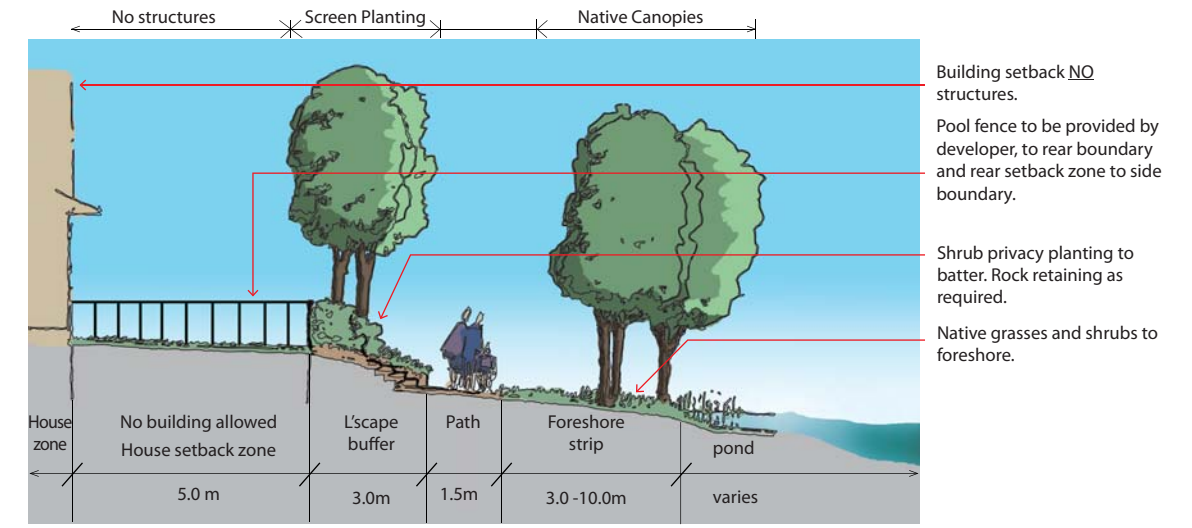 No structures
Screen Planting
Native Canopies
Building setback NO
structures.
Pool fence to be provided by
developer, to rear boundary
and rear setback zone to side
boundary.
Shrub privacy planting to
batter. Rock retaining as
required.
Native grasses and shrubs to
foreshore.
House
zone
No building allowed
House setback zone
L'scape
buffer
Path
Foreshore
strip
pond
5.0 m
3.0m
1.5m
3.0 -10.0m
varies